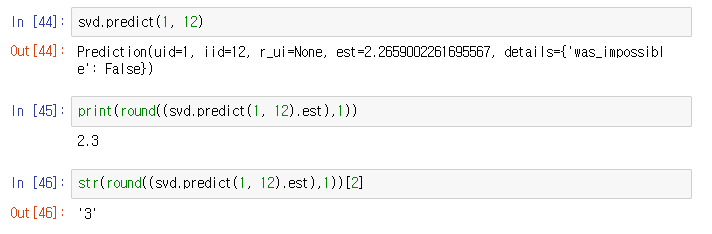 In [44]: svd.predict(1, 12)
Out[44]: Prediction(uid=1, iid=12, r_ui=None, est=2.2659002261695567, details={'was_impossibl
e': False})
In [45]: print(round((svd.predict(1, 12).est),1))
2.3
In [46]: str(round((svd.predict(1, 12).est),1))[2]
Out[46]: '3'